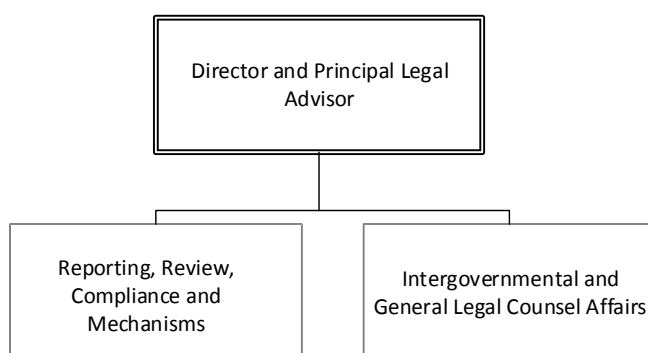 Director and Principal Legal
Advisor
Reporting, Review,
Compliance and
Mechanisms
Intergovernmental and
General Legal Counsel Affairs